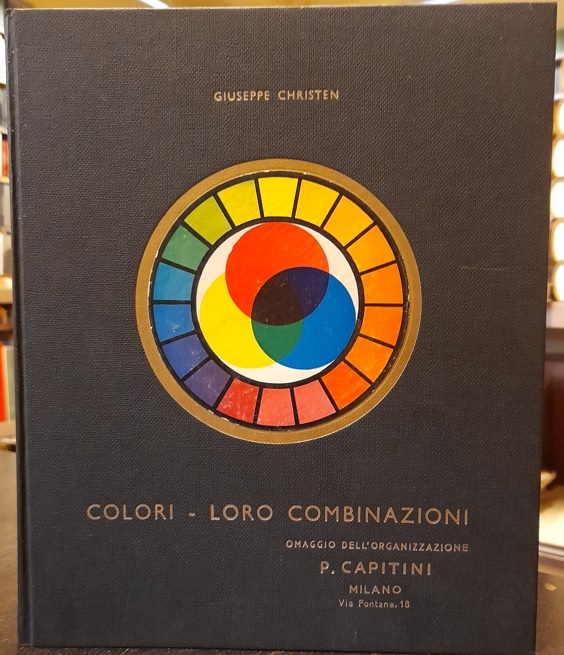 GIUSEPPE CHRISTEN
COLORI - LORO COMBINAZIONI
OMAGGIO DELL'ORGANIZZAZIONE
P. CAPITINI
MILANO
Via Fontana, 18